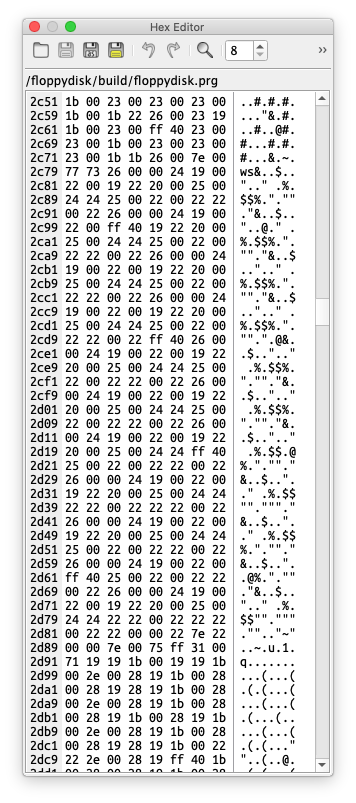 Hex Editor
8
»
/floppydisk/build/floppydisk.prg
2c51 1b 00 23 00 23 00 23 00 ..#.#.#.
2c59 1b 00 1b 22 26 00 23 19 ..."&.#.
2c61 1b 00 23 00 ff 40 23 00 ..#..@#.
2c69 23 00 1b 00 23 00 23 00 #...#.#.
2c71 23 00 1b 1b 26 00 7e 00 #...&.~.
2c79 77 73 26 00 00 24 19 00 ws&..$..
2c81 22 00 19 22 20 00 25 00 ".." .%.
2c89 24 24 25 00 00 22 00 22 $$%.."."
2c91 00 22 26 00 00 24 19 00 ."&..$..
2c99 22 00 ff 40 19 22 20 00 "..@." .
2ca1 25 00 24 24 25 00 22 00 %.$$%.".
2ca9 22 22 00 22 26 00 00 24 ""."&..$
2cb1 19 00 22 00 19 22 20 00 ..".." .
2cb9 25 00 24 24 25 00 22 00 %.$$%.".
2cc1 22 22 00 22 26 00 00 24 ""."&..$
2cc9 19 00 22 00 19 22 20 00 ..".." .
2cd1 25 00 24 24 25 00 22 00 %.$$%.".
2cd9 22 22 00 22 ff 40 26 00 "".".@&.
2ce1 00 24 19 00 22 00 19 22 .$..".."
2ce9 20 00 25 00 24 24 25 00  .%.$$%.
2cf1 22 00 22 22 00 22 26 00 ".""."&.
2cf9 00 24 19 00 22 00 19 22 .$..".."
2d01 20 00 25 00 24 24 25 00  .%.$$%.
2d09 22 00 22 22 00 22 26 00 ".""."&.
2d11 00 24 19 00 22 00 19 22 .$..".."
2d19 20 00 25 00 24 24 ff 40  .%.$$.@
2d21 25 00 22 00 22 22 00 22 %.".""."
2d29 26 00 00 24 19 00 22 00 &..$..".
2d31 19 22 20 00 25 00 24 24 ." .%.$$
2d39 22 22 00 22 22 22 00 22 ""."""."
2d41 26 00 00 24 19 00 22 00 &..$..".
2d49 19 22 20 00 25 00 24 24 ." .%.$$
2d51 25 00 22 00 22 22 00 22 %.".""."
2d59 26 00 00 24 19 00 22 00 &..$..".
2d61 ff 40 25 00 22 00 22 22 .@%.".""
2d69 00 22 26 00 00 24 19 00 ."&..$..
2d71 22 00 19 22 20 00 25 00 ".." .%.
2d79 24 24 22 22 00 22 22 22 $$"".""" 
2d81 00 22 22 00 00 22 7e 22 ."".."~"
2d89 00 00 7e 00 75 ff 31 00 ..~.u.1.
2d91 71 19 19 1b 00 19 19 1b q.......
2d99 00 2e 00 28 19 1b 00 28 ...(...(
2da1 00 28 19 28 19 1b 00 28 .(.(...(
2da9 00 2e 00 28 19 1b 00 28 ...(...(
2db1 00 28 19 1b 00 28 19 1b .(...(..
2db9 00 2e 00 28 19 1b 00 28 ...(...(
2dc1 00 28 19 28 19 1b 00 22 .(.(..."
2dc9 22 2e 00 28 19 ff 40 1b "..(..@.